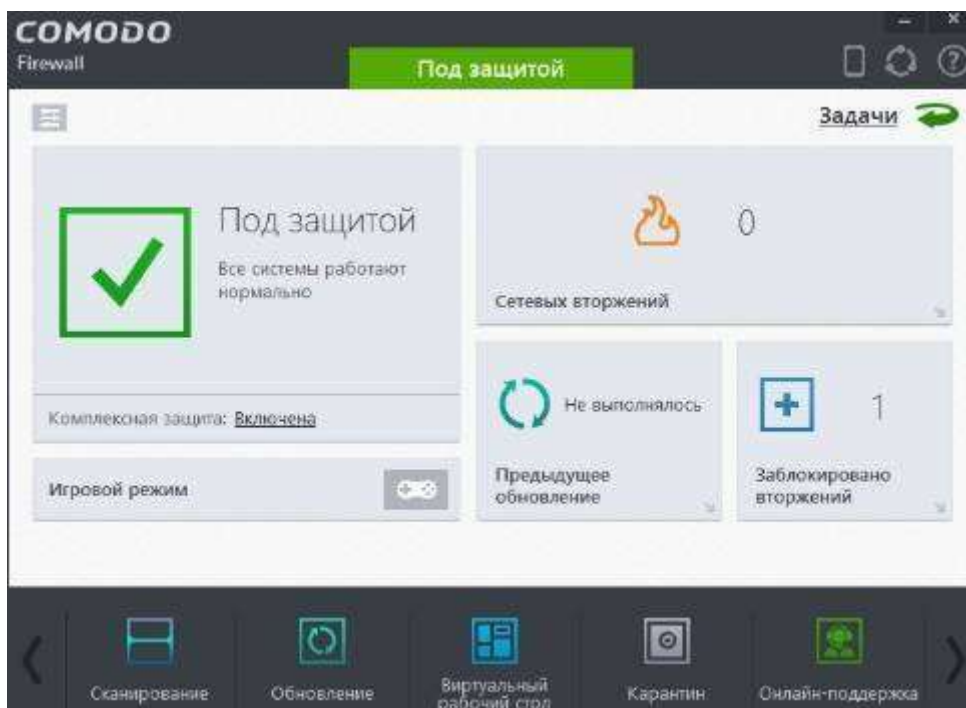 COMODO
Firewall
Под защитой
Задачи
Под защитой
Все системы работают
нормально
Комплексная защита: Включена
Игровой режим
0
Сетевых вторжений
Не выполнялось
Предыдущее
обновление
1
Заблокировано
вторжений
Сканирование
Обновление
Виртуальный
рабочий стол
Карантин
Онлайн-поддержка